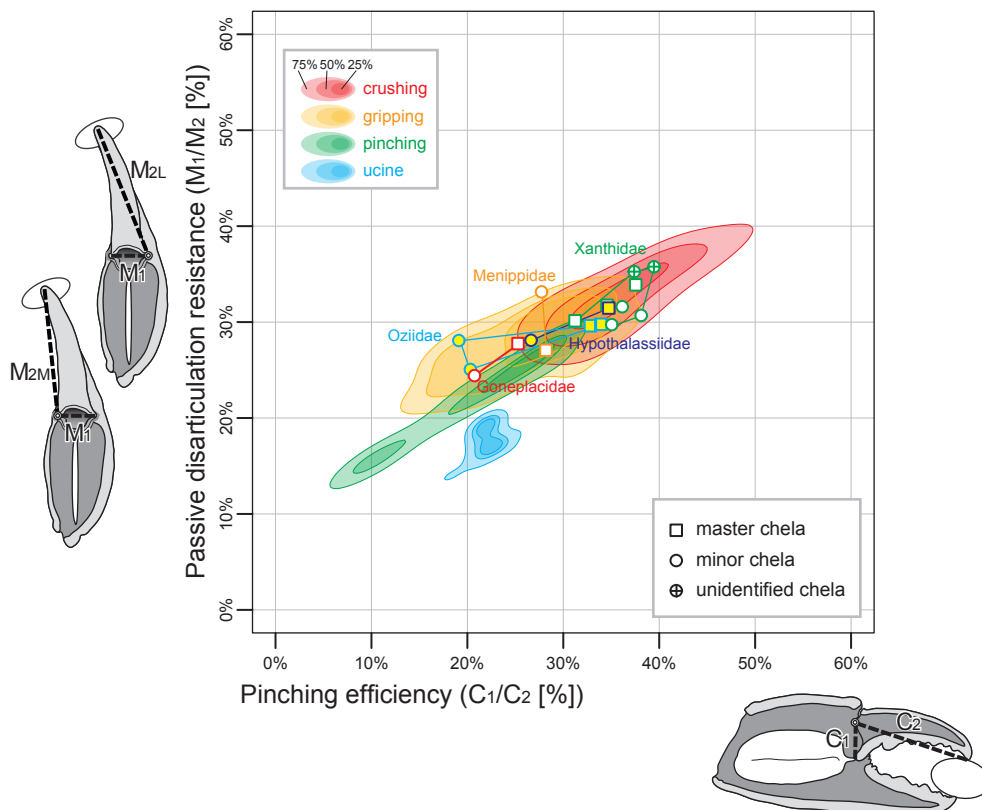 60%
50%
40%
30%
20%
10%
0%
Passive disarticulation resistance (M1/M2 [%])
75% 50% 25%
crushing
gripping
pinching
ucine
M2L
M1
M2M
M1
Xanthidae
Menippidae
Oziidae
Hypothalassiidae
Goneplacidae
master chela
minor chela
unidentified chela
0% 10% 20% 30% 40% 50% 60%
Pinching efficiency (C1/C2 [%])
C1
C2